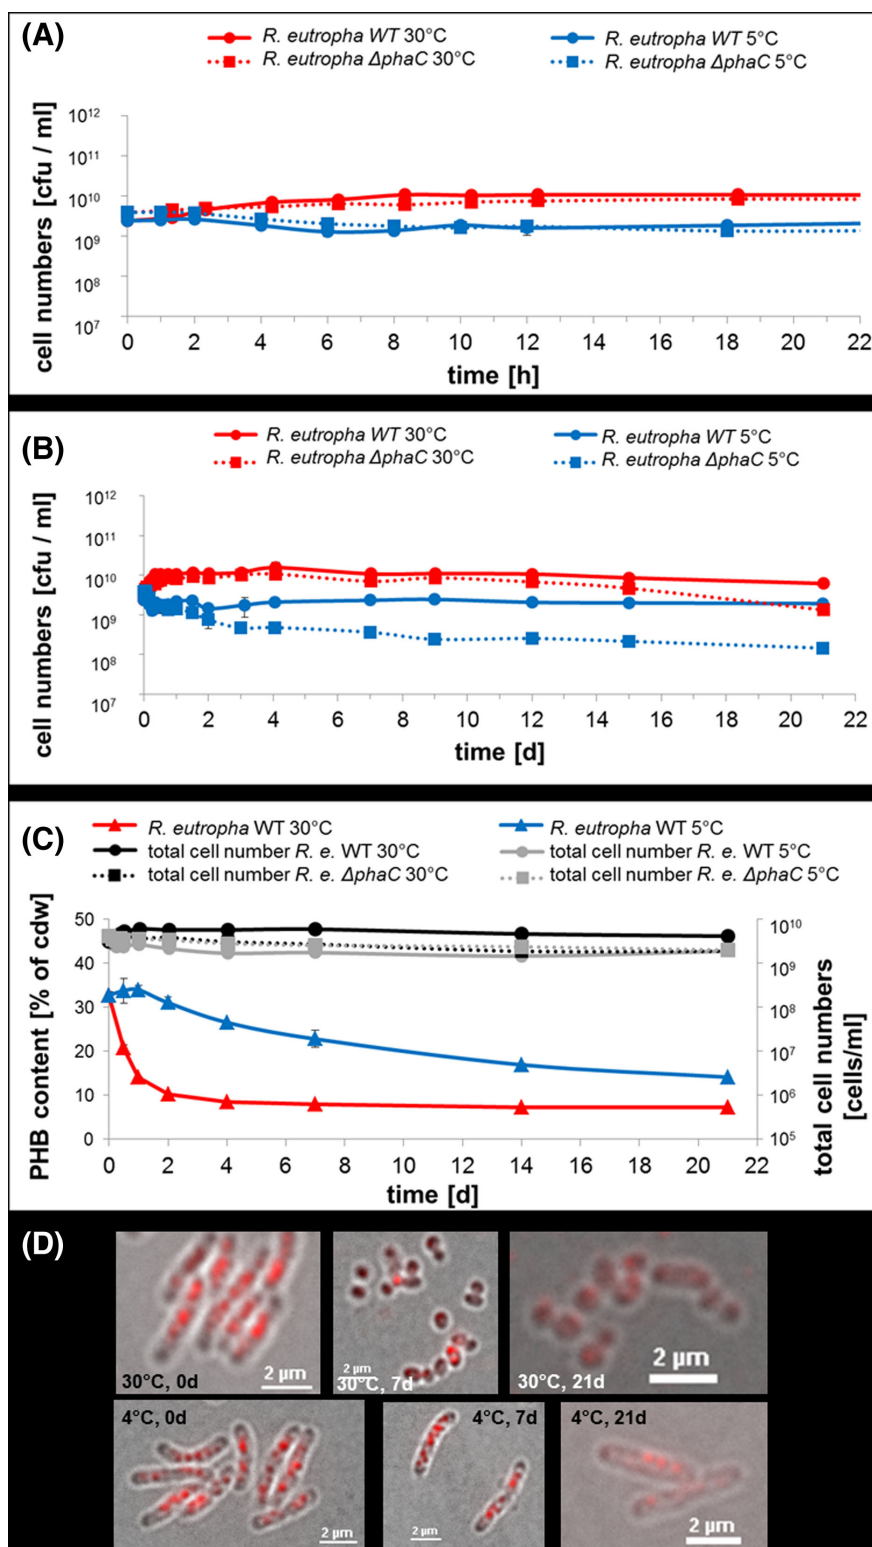 (A)
R. eutropha WT 30°C
R. eutropha WT 5°C
R. eutropha ΔphaC 30°C
R. eutropha ΔphaC 5°C
cell numbers [cfu / ml]
10¹²
10¹¹
10¹⁰
10⁹
10⁸
10⁷
0 2 4 6 8 10 12 14 16 18 20 22
time [h]
(B)
R. eutropha WT 30°C
R. eutropha WT 5°C
R. eutropha ΔphaC 30°C
R. eutropha ΔphaC 5°C
cell numbers [cfu / ml]
10¹²
10¹¹
10¹⁰
10⁹
10⁸
10⁷
0 2 4 6 8 10 12 14 16 18 20 22
time [d]
(C)
R. eutropha WT 30°C
R. eutropha WT 5°C
total cell number R. e. WT 30°C
total cell number R. e. WT 5°C
total cell number R. e. ΔphaC 30°C
total cell number R. e. ΔphaC 5°C
PHB content [% of cdw]
50
40
30
20
10
0
10¹⁰
10⁹
10⁸
10⁷
10⁶
10⁵
total cell numbers
[cells/ml]
0 2 4 6 8 10 12 14 16 18 20 22
time [d]
(D)
30°C, 0d
2 µm
2 µm
30°C, 7d
2 µm
30°C, 21d
4°C, 0d
2 µm
4°C, 7d
2 µm
4°C, 21d
2 µm